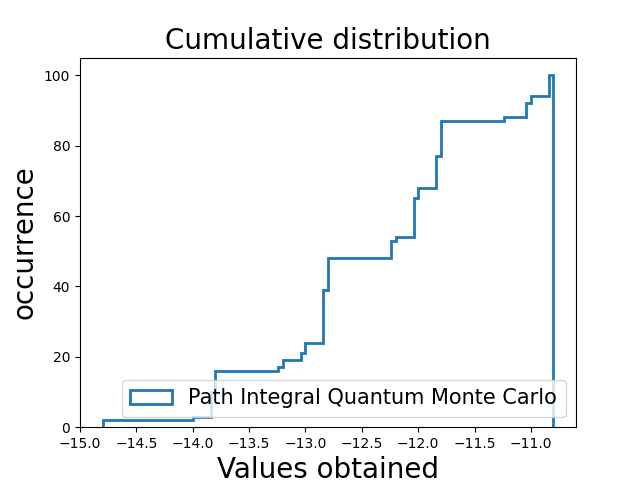 Cumulative distribution
100
80
60
40
20
0
occurrence
Path Integral Quantum Monte Carlo
−15.0 −14.5 −14.0 −13.5 −13.0 −12.5 −12.0 −11.5 −11.0
Values obtained